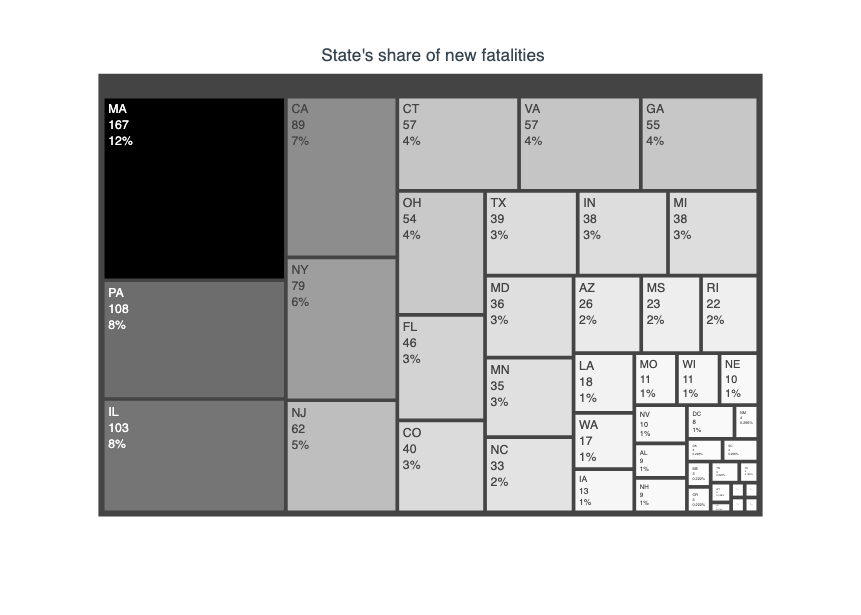 State's share of new fatalities
MA
167
12%
PA
108
8%
IL
103
8%
CA
89
7%
NY
79
6%
NJ
62
5%
CT
57
4%
VA
57
4%
GA
55
4%
OH
54
4%
FL
46
3%
CO
40
3%
TX
39
3%
IN
38
3%
MI
38
3%
MD
36
3%
MN
35
3%
NC
33
2%
AZ
26
2%
MS
23
2%
RI
22
2%
LA
18
1%
WA
17
1%
IA
13
1%
MO
11
1%
WI
11
1%
NE
10
1%
NV
10
1%
AL
9
1%
NH
9
1%
DC
8
1%
NM